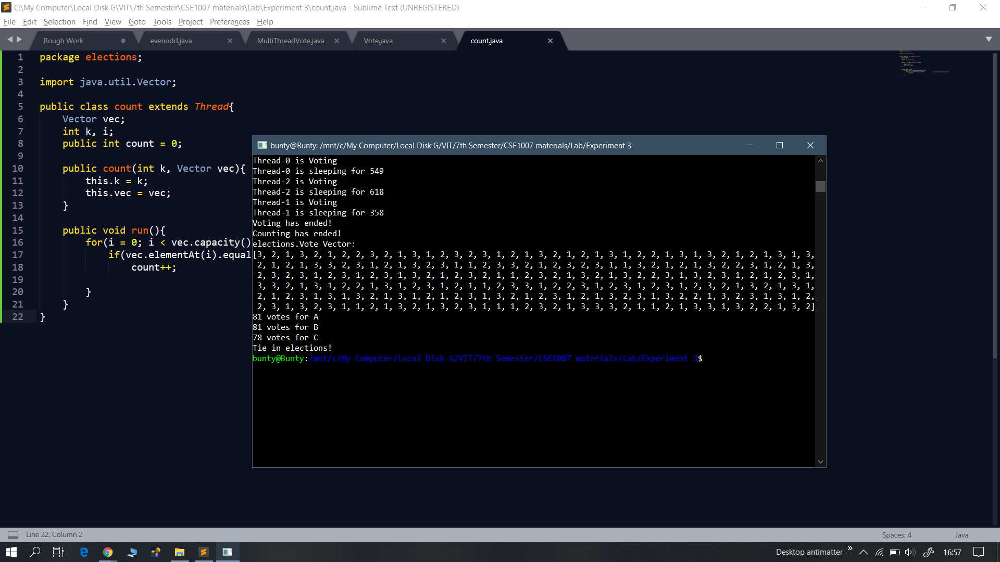 C:\My Computer\Local Disk G\VIT\7th Semester\CSE1007 materials\Lab\Experiment 3\count.java - Sublime Text (UNREGISTERED)
File Edit Selection Find View Goto Tools Project Preferences Help
Rough Work evenodd.java MultiThreadVote.java Vote.java count.java
1 package elections;
2
3 import java.util.Vector;
4
5 public class count extends Thread{
6 Vector vec;
7 int k, i;
8 public int count = 0;
9
10 public count(int k, Vector vec){
11 this.k = k;
12 this.vec = vec;
13 }
14
15 public void run(){
16 for(i = 0; i < vec.capacity()
17 if(vec.elementAt(i).equal
18 count++;
19
20 }
21 }
22 }
bunty@Bunty: /mnt/c/My Computer/Local Disk G/VIT/7th Semester/CSE1007 materials/Lab/Experiment 3
Thread-0 is Voting
Thread-0 is sleeping for 549
Thread-2 is Voting
Thread-2 is sleeping for 618
Thread-1 is Voting
Thread-1 is sleeping for 358
Voting has ended!
Counting has ended!
elections.Vote Vector:
[3, 2, 1, 3, 2, 1, 2, 2, 3, 2, 1, 3, 1, 2, 3, 2, 3, 1, 2, 1, 3, 2, 1, 2, 1, 3, 1, 2, 2, 1, 3, 1, 3, 2, 1, 2, 1, 3, 1, 3,
2, 1, 2, 1, 3, 3, 2, 3, 1, 2, 1, 3, 2, 3, 1, 1, 2, 3, 3, 2, 1, 2, 3, 2, 3, 1, 1, 3, 2, 1, 2, 1, 3, 2, 2, 3, 1, 2, 1, 3,
2, 3, 2, 3, 1, 2, 3, 1, 2, 3, 1, 3, 2, 1, 2, 3, 2, 1, 1, 2, 3, 2, 1, 3, 2, 1, 3, 2, 2, 3, 1, 3, 2, 3, 1, 2, 1, 2, 3, 1,
3, 3, 2, 1, 3, 1, 2, 2, 1, 3, 1, 2, 3, 1, 2, 1, 1, 2, 3, 3, 1, 2, 2, 3, 1, 2, 3, 1, 2, 3, 1, 2, 3, 2, 1, 3, 2, 1, 3, 1,
2, 1, 2, 3, 1, 3, 1, 3, 2, 1, 3, 1, 2, 1, 2, 3, 1, 3, 2, 1, 2, 3, 1, 2, 1, 3, 2, 3, 1, 3, 2, 2, 1, 3, 2, 3, 1, 3, 1, 2,
2, 3, 1, 3, 2, 3, 1, 1, 2, 1, 3, 2, 1, 3, 2, 3, 1, 1, 1, 2, 3, 2, 1, 3, 3, 3, 2, 1, 1, 2, 1, 3, 3, 1, 3, 2, 2, 1, 3, 2]
81 votes for A
81 votes for B
78 votes for C
Tie in elections!
bunty@Bunty:/mnt/c/My Computer/Local Disk G/VIT/7th Semester/CSE1007 materials/Lab/Experiment 3$
Line 22, Column 2 Spaces: 4 Java
Desktop antimatter 16:57